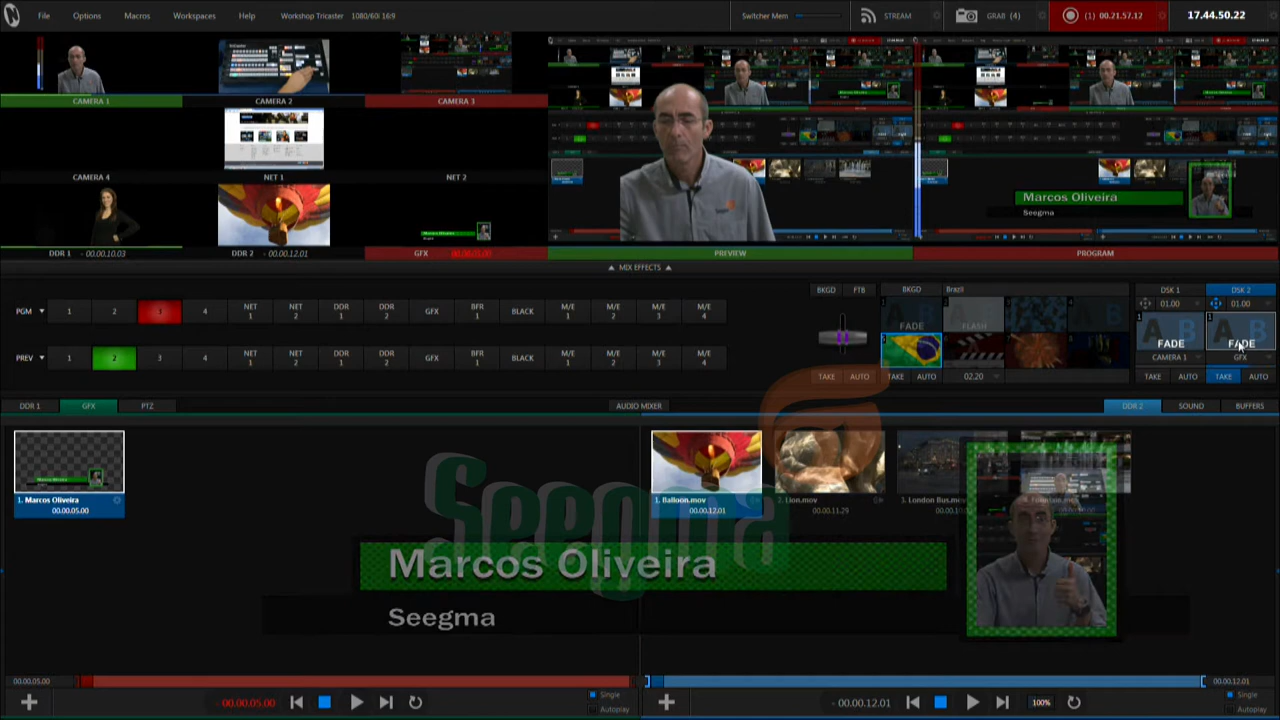 File Options Macros Workspaces Help Workshop Tricaster 1080/60i 16:9 Switcher Mem STREAM GRAB (4) (1) 00.21.57.12 17.44.50.22
CAMERA 1 CAMERA 2 CAMERA 3
CAMERA 4 NET 1 NET 2
Marcos Oliveira
Seegma
DDR 1 - 00.00.10.03 DDR 2 - 00.00.12.01 GFX 00.00.05.00 PREVIEW PROGRAM
MIX EFFECTS
PGM 1 2 3 4 NET 1 NET 2 DDR 1 DDR 2 GFX BFR 1 BLACK M/E 1 M/E 2 M/E 3 M/E 4
PREV 1 2 3 4 NET 1 NET 2 DDR 1 DDR 2 GFX BFR 1 BLACK M/E 1 M/E 2 M/E 3 M/E 4
BKGD FTB BKGD Brazil DSK 1 DSK 2
01.00 01.00
FADE FLASH
FADE FADE
CAMERA 1 GFX
TAKE AUTO TAKE AUTO 02.20 TAKE AUTO TAKE AUTO
DDR 1 GFX PTZ AUDIO MIXER DDR 2 SOUND BUFFERS
1. Marcos Oliveira
00.00.05.00
1. Balloon.mov 2. Lion.mov 3. London Bus.mov
00.00.12.01 00.00.11.29
Seegma
Marcos Oliveira
Seegma
00.00.05.00 00.00.12.01
- 00.00.05.00 Single
Autoplay
- 00.00.12.01 100% Single
Autoplay